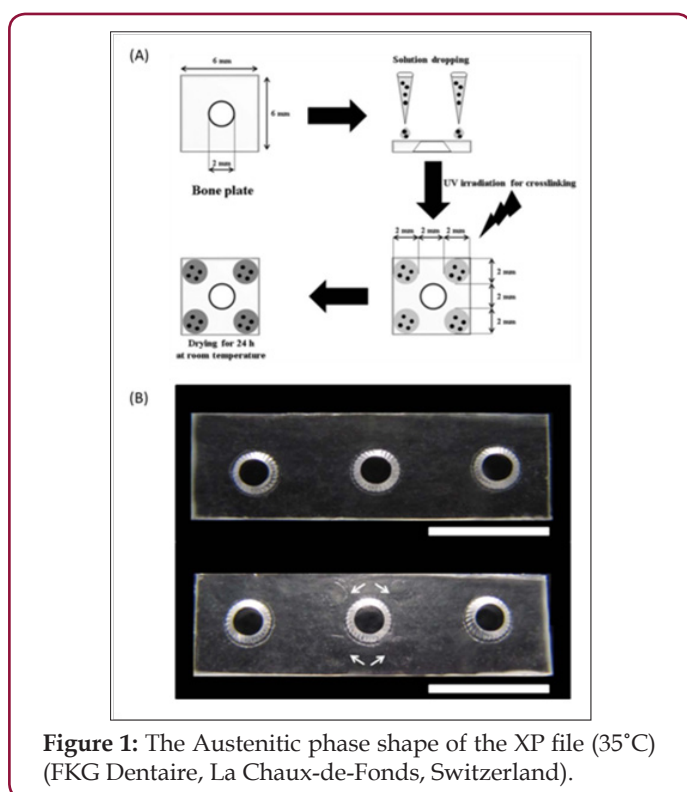 (A)
6 mm
6 mm
2 mm
Bone plate
Solution dropping
UV irradiation for crosslinking
2 mm 2 mm 2 mm
2 mm
2 mm
2 mm
Drying for 24 h
at room temperature
(B)
Figure 1: The Austenitic phase shape of the XP file (35˚C)
(FKG Dentaire, La Chaux-de-Fonds, Switzerland).